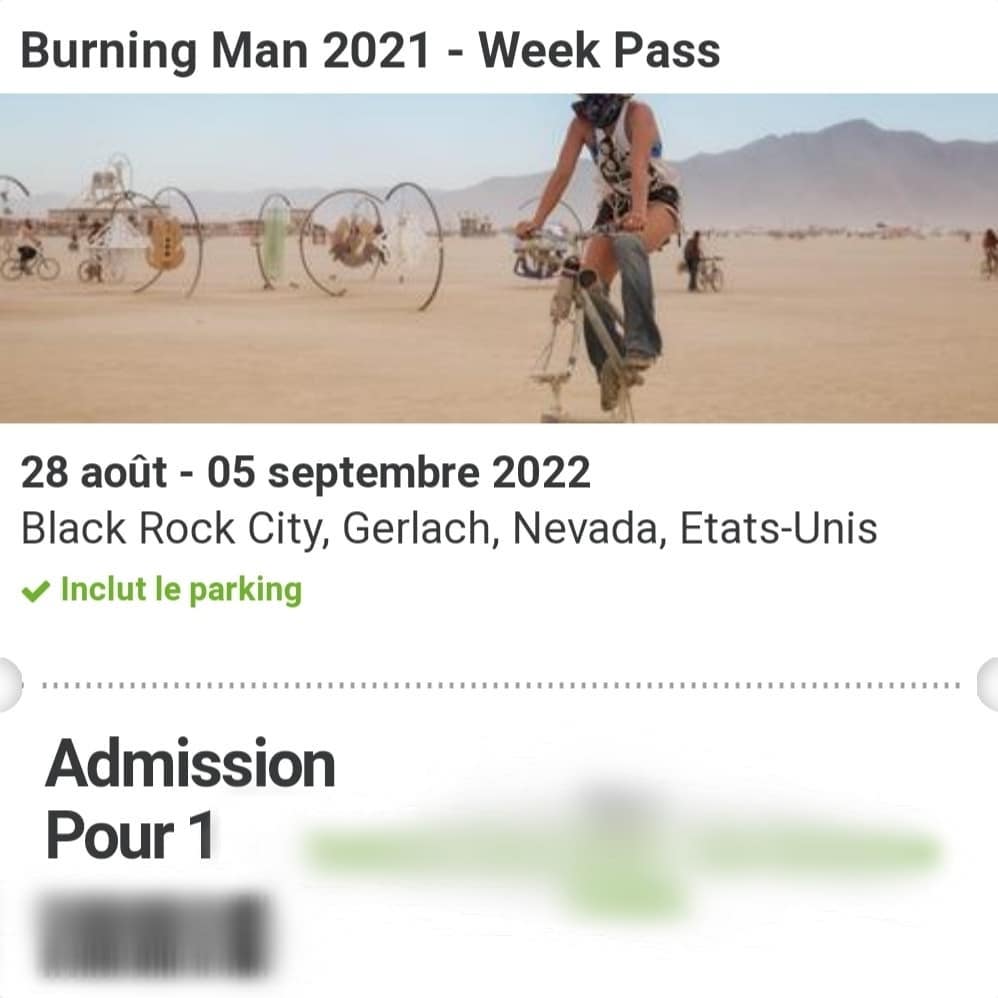 Burning Man 2021 - Week Pass
28 août - 05 septembre 2022
Black Rock City, Gerlach, Nevada, Etats-Unis
Inclut le parking
Admission
Pour 1